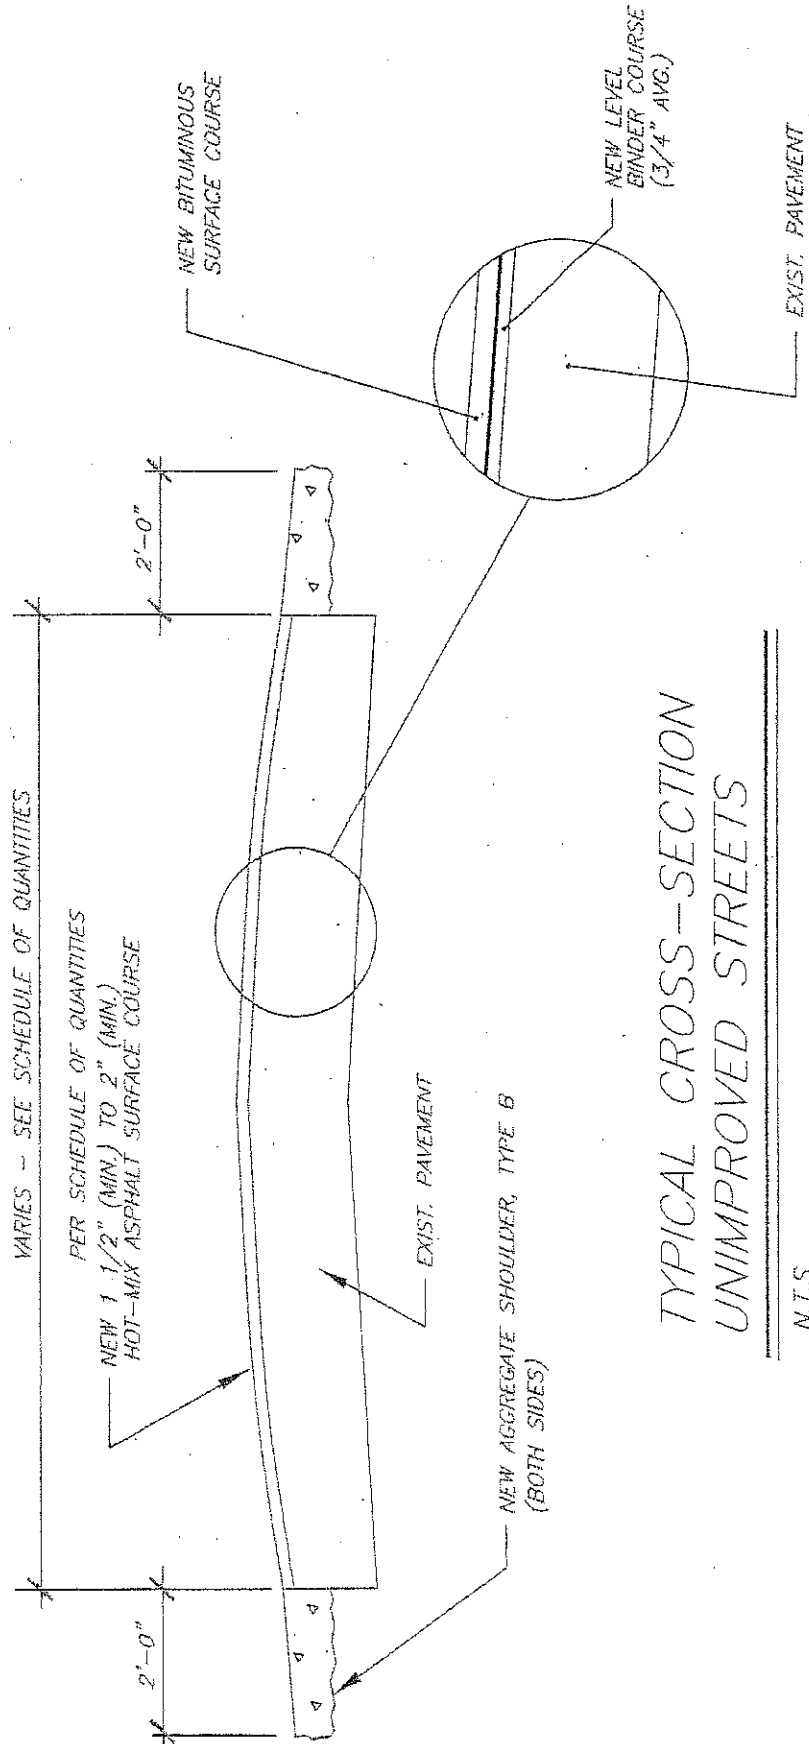 VARIES - SEE SCHEDULE OF QUANTITIES
PER SCHEDULE OF QUANTITIES
NEW 1 1/2" (MIN.) TO 2" (MIN.)
HOT-MIX ASPHALT SURFACE COURSE
2'-0"
2'-0"
NEW BITUMINOUS
SURFACE COURSE
EXIST. PAVEMENT
NEW AGGREGATE SHOULDER, TYPE B
(BOTH SIDES)
NEW LEVEL
BINDER COURSE
(3/4" AVG.)
EXIST. PAVEMENT
TYPICAL CROSS-SECTION
UNIMPROVED STREETS
N.T.S.